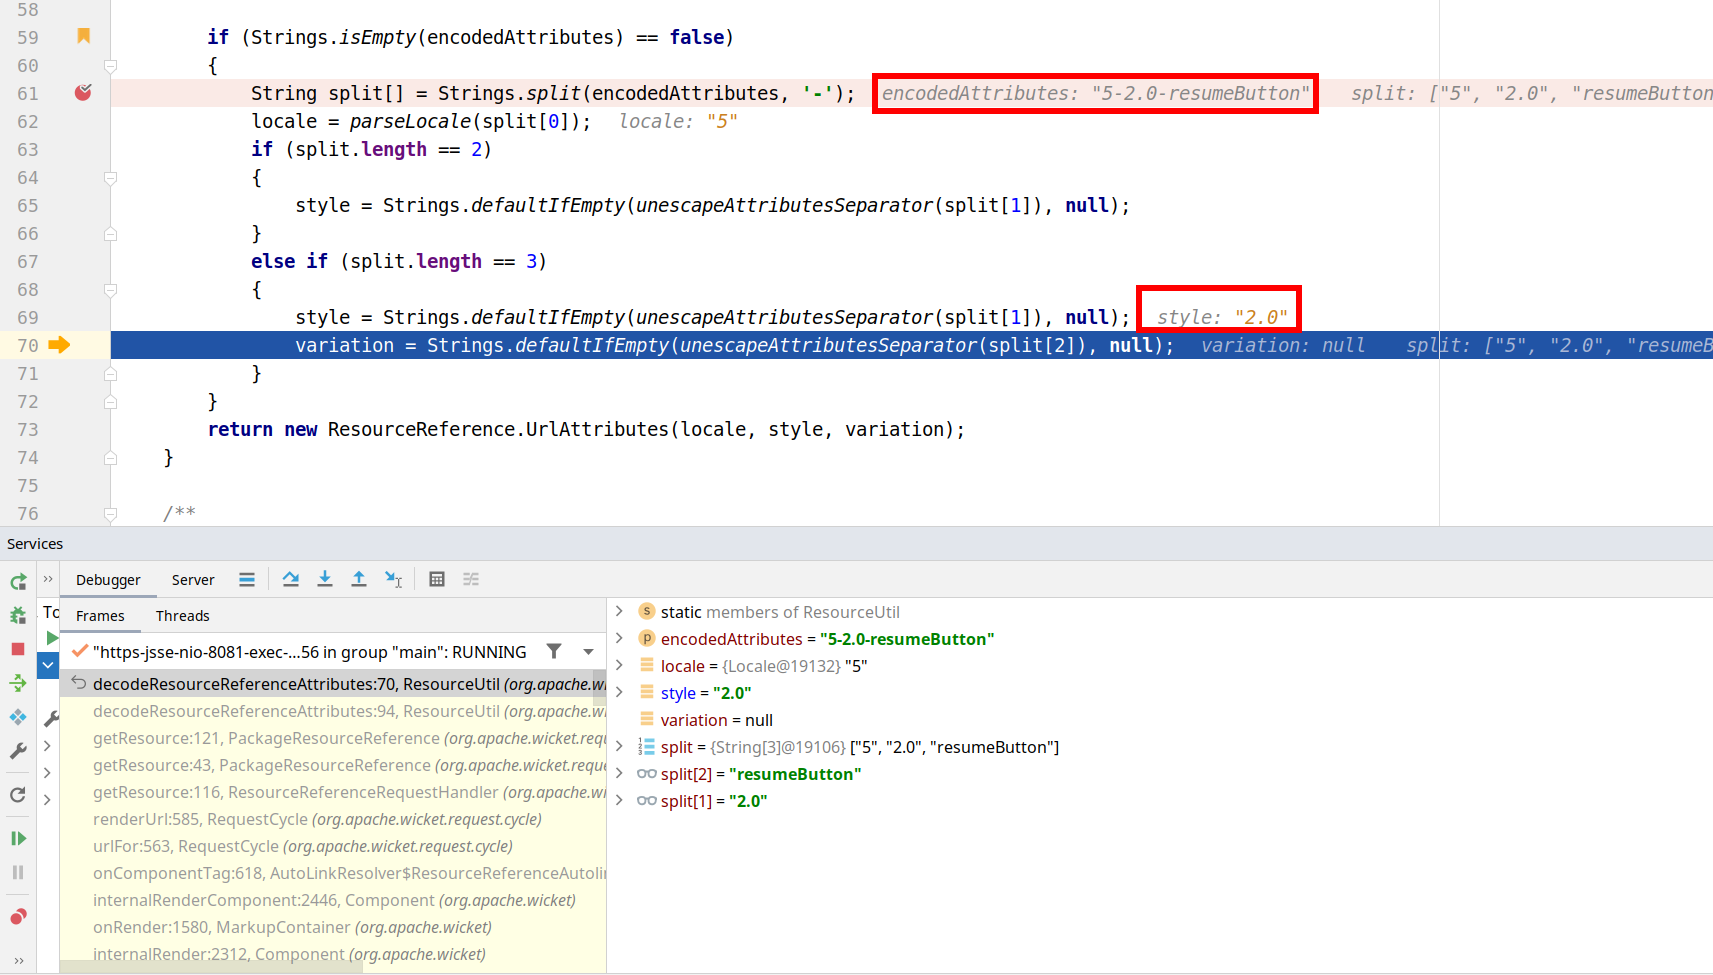 58
59 if (Strings.isEmpty(encodedAttributes) == false)
60 {
61 String split[] = Strings.split(encodedAttributes, '-'); encodedAttributes: "5-2.0-resumeButton" split: ["5", "2.0", "resumeButton
62 locale = parseLocale(split[0]); locale: "5"
63 if (split.length == 2)
64 {
65 style = Strings.defaultIfEmpty(unescapeAttributesSeparator(split[1]), null);
66 }
67 else if (split.length == 3)
68 {
69 style = Strings.defaultIfEmpty(unescapeAttributesSeparator(split[1]), null); style: "2.0"
70 variation = Strings.defaultIfEmpty(unescapeAttributesSeparator(split[2]), null); variation: null split: ["5", "2.0", "resumeB
71 }
72 }
73 return new ResourceReference.UrlAttributes(locale, style, variation);
74 }
75
76 /**
Services
Debugger Server
To
Frames Threads
"https-jsse-nio-8081-exec-...56 in group "main": RUNNING
decodeResourceReferenceAttributes:70, ResourceUtil (org.apache.wi
decodeResourceReferenceAttributes:94, ResourceUtil (org.apache.wi
getResource:121, PackageResourceReference (org.apache.wicket.requ
getResource:43, PackageResourceReference (org.apache.wicket.reque
getResource:116, ResourceReferenceRequestHandler (org.apache.wi
renderUrl:585, RequestCycle (org.apache.wicket.request.cycle)
urlFor:563, RequestCycle (org.apache.wicket.request.cycle)
onComponentTag:618, AutoLinkResolver$ResourceReferenceAutolin
internalRenderComponent:2446, Component (org.apache.wicket)
onRender:1580, MarkupContainer (org.apache.wicket)
internalRender:2312, Component (org.apache.wicket)
s static members of ResourceUtil
p encodedAttributes = "5-2.0-resumeButton"
locale = {Locale@19132} "5"
style = "2.0"
variation = null
split = {String[3]@19106} ["5", "2.0", "resumeButton"]
split[2] = "resumeButton"
split[1] = "2.0"